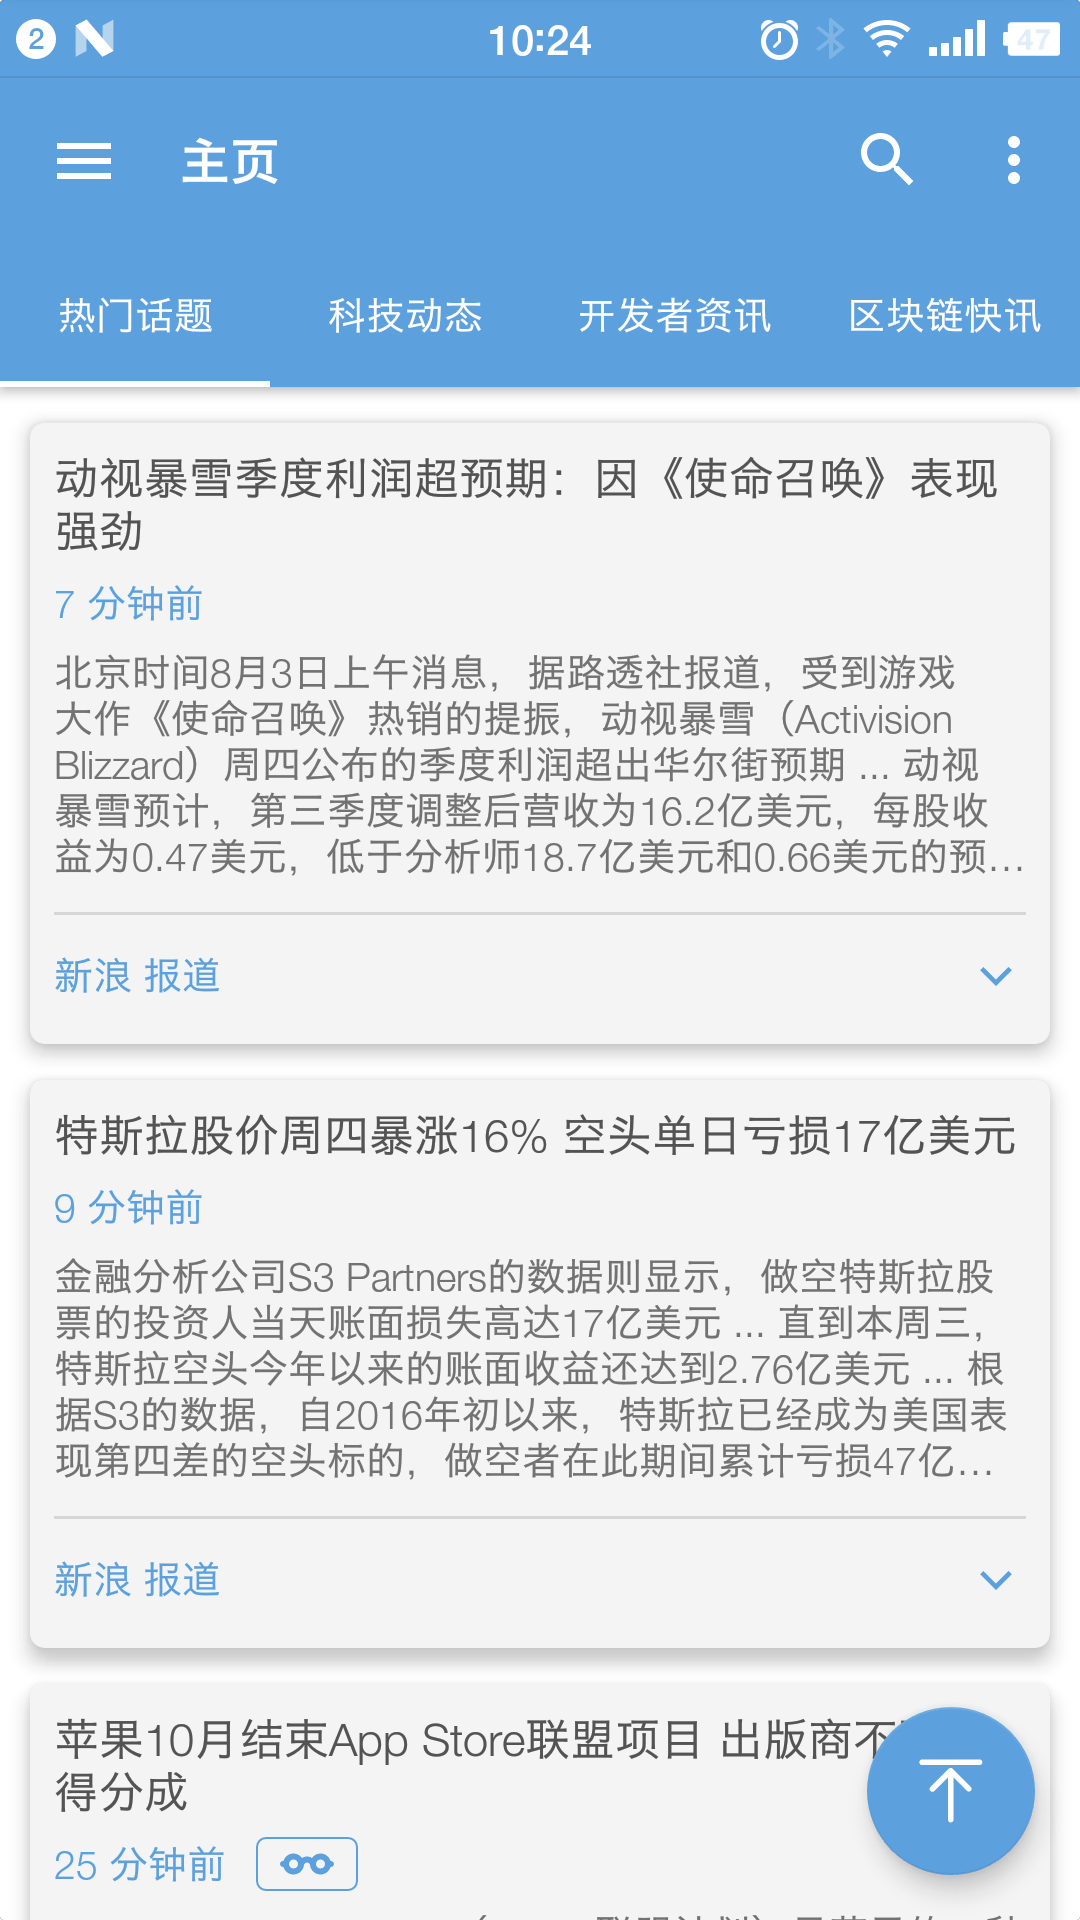 2
10:24
47
主页
热门话题
科技动态
开发者资讯
区块链快讯
动视暴雪季度利润超预期：因《使命召唤》表现
强劲
7 分钟前
北京时间8月3日上午消息，据路透社报道，受到游戏
大作《使命召唤》热销的提振，动视暴雪（Activision
Blizzard）周四公布的季度利润超出华尔街预期 ... 动视
暴雪预计，第三季度调整后营收为16.2亿美元，每股收
益为0.47美元，低于分析师18.7亿美元和0.66美元的预…
新浪 报道
特斯拉股价周四暴涨16% 空头单日亏损17亿美元
9 分钟前
金融分析公司S3 Partners的数据则显示，做空特斯拉股
票的投资人当天账面损失高达17亿美元 ... 直到本周三，
特斯拉空头今年以来的账面收益还达到2.76亿美元 ... 根
据S3的数据，自2016年初以来，特斯拉已经成为美国表
现第四差的空头标的，做空者在此期间累计亏损47亿…
新浪 报道
苹果10月结束App Store联盟项目 出版商不
得分成
25 分钟前